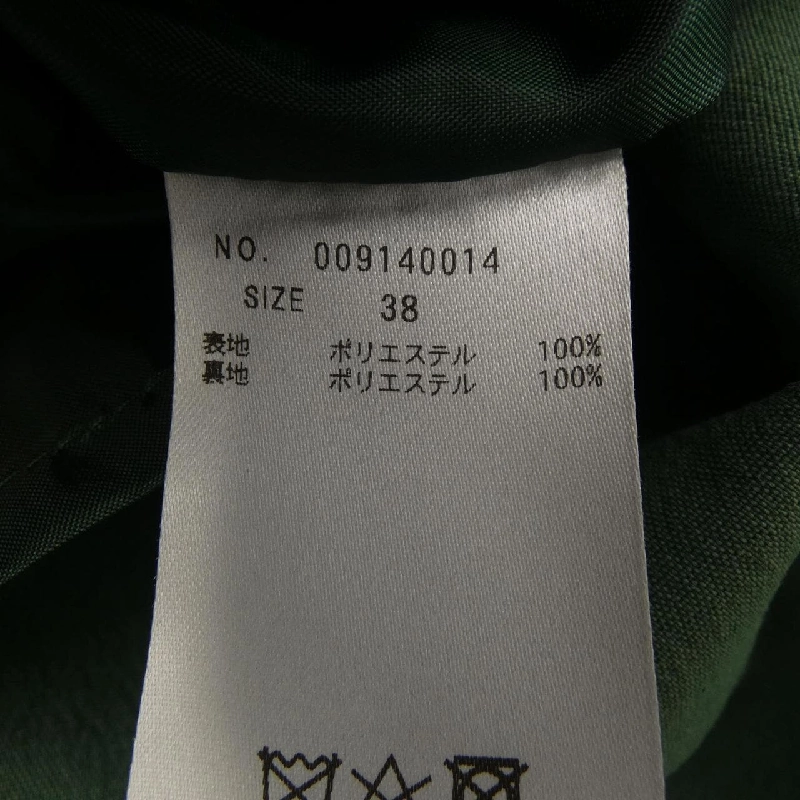 NO. 009140014
SIZE 38
表地 ポリエステル 100%
裏地 ポリエステル 100%